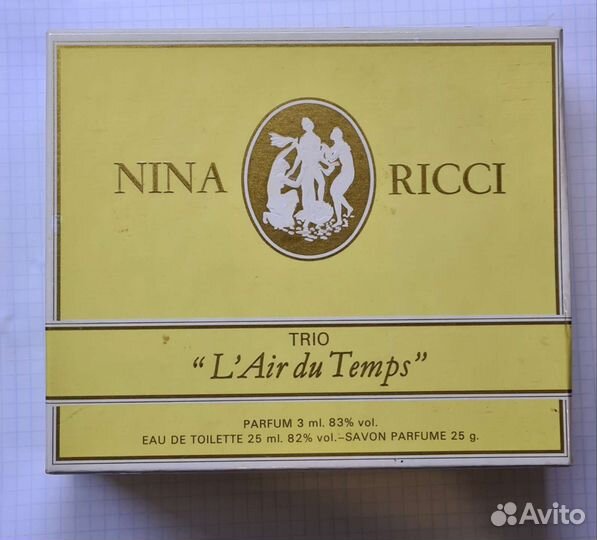 NINA RICCI
TRIO
“L'Air du Temps”
PARFUM 3 ml. 83% vol.
EAU DE TOILETTE 25 ml. 82% vol.–SAVON PARFUME 25 g.
Avito